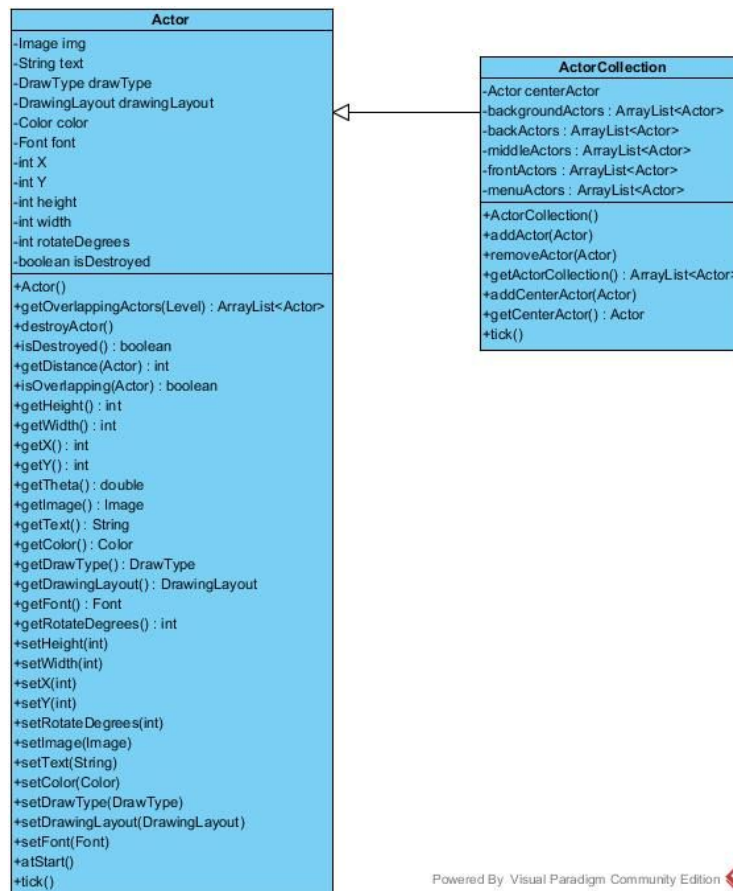 Actor
-Image img
-String text
-DrawType drawType
-DrawingLayout drawingLayout
-Color color
-Font font
-int X
-int Y
-int height
-int width
-int rotateDegrees
-boolean isDestroyed
+Actor()
+getOverlappingActors(Level) : ArrayList<Actor>
+destroyActor()
+isDestroyed() : boolean
+getDistance(Actor) : int
+isOverlapping(Actor) : boolean
+getHeight() : int
+getWidth() : int
+getX() : int
+getY() : int
+getTheta() : double
+getImage() : Image
+getText() : String
+getColor() : Color
+getDrawType() : DrawType
+getDrawingLayout() : DrawingLayout
+getFont() : Font
+getRotateDegrees() : int
+setHeight(int)
+setWidth(int)
+setX(int)
+setY(int)
+setRotateDegrees(int)
+setImage(Image)
+setText(String)
+setColor(Color)
+setDrawType(DrawType)
+setDrawingLayout(DrawingLayout)
+setFont(Font)
+atStart()
+tick()
ActorCollection
-Actor centerActor
-backgroundActors : ArrayList<Actor>
-backActors : ArrayList<Actor>
-middleActors : ArrayList<Actor>
-frontActors : ArrayList<Actor>
-menuActors : ArrayList<Actor>
+ActorCollection()
+addActor(Actor)
+removeActor(Actor)
+getActorCollection() : ArrayList<Actor>
+addCenterActor(Actor)
+getCenterActor() : Actor
+tick()
Powered By Visual Paradigm Community Edition